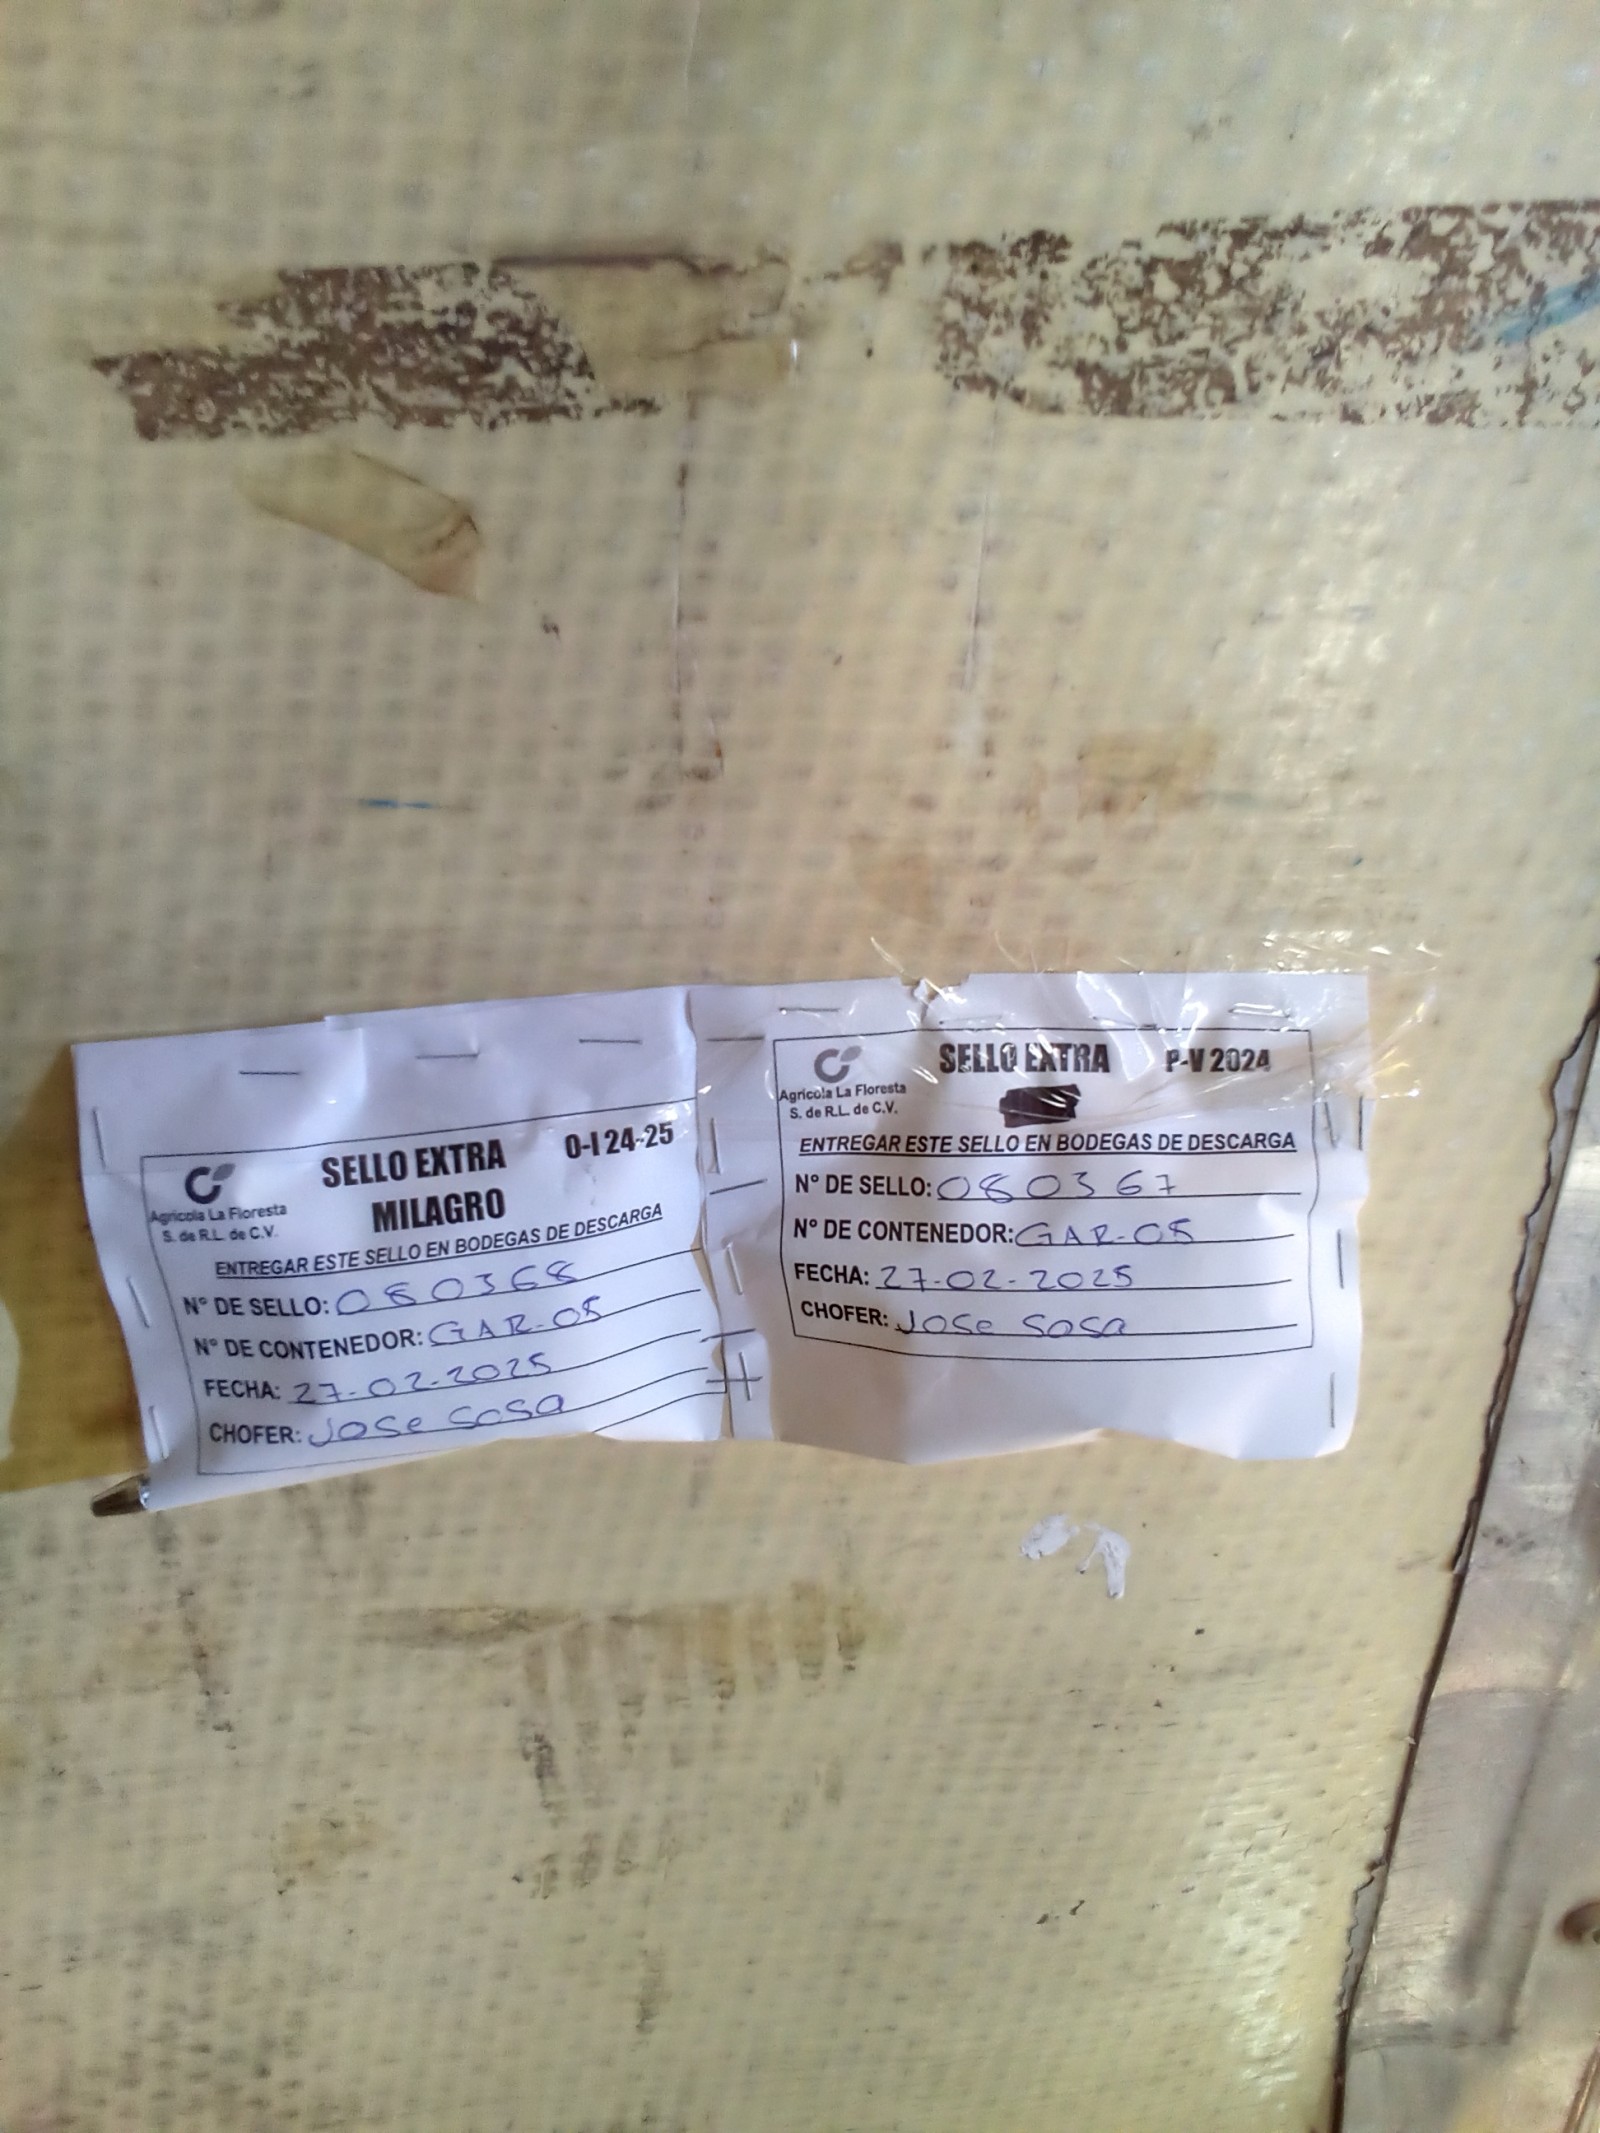 Agrícola La Floresta
S. de R.L. de C.V.
SELLO EXTRA O-I 24-25
MILAGRO
ENTREGAR ESTE SELLO EN BODEGAS DE DESCARGA
N° DE SELLO: 080368
N° DE CONTENEDOR: GAR-05
FECHA: 27-02-2025
CHOFER: Jose Sosa
Agrícola La Floresta
S. de R.L. de C.V.
SELLO EXTRA P-V 2024
ENTREGAR ESTE SELLO EN BODEGAS DE DESCARGA
N° DE SELLO: 080367
N° DE CONTENEDOR: GAR-05
FECHA: 27-02-2025
CHOFER: Jose Sosa